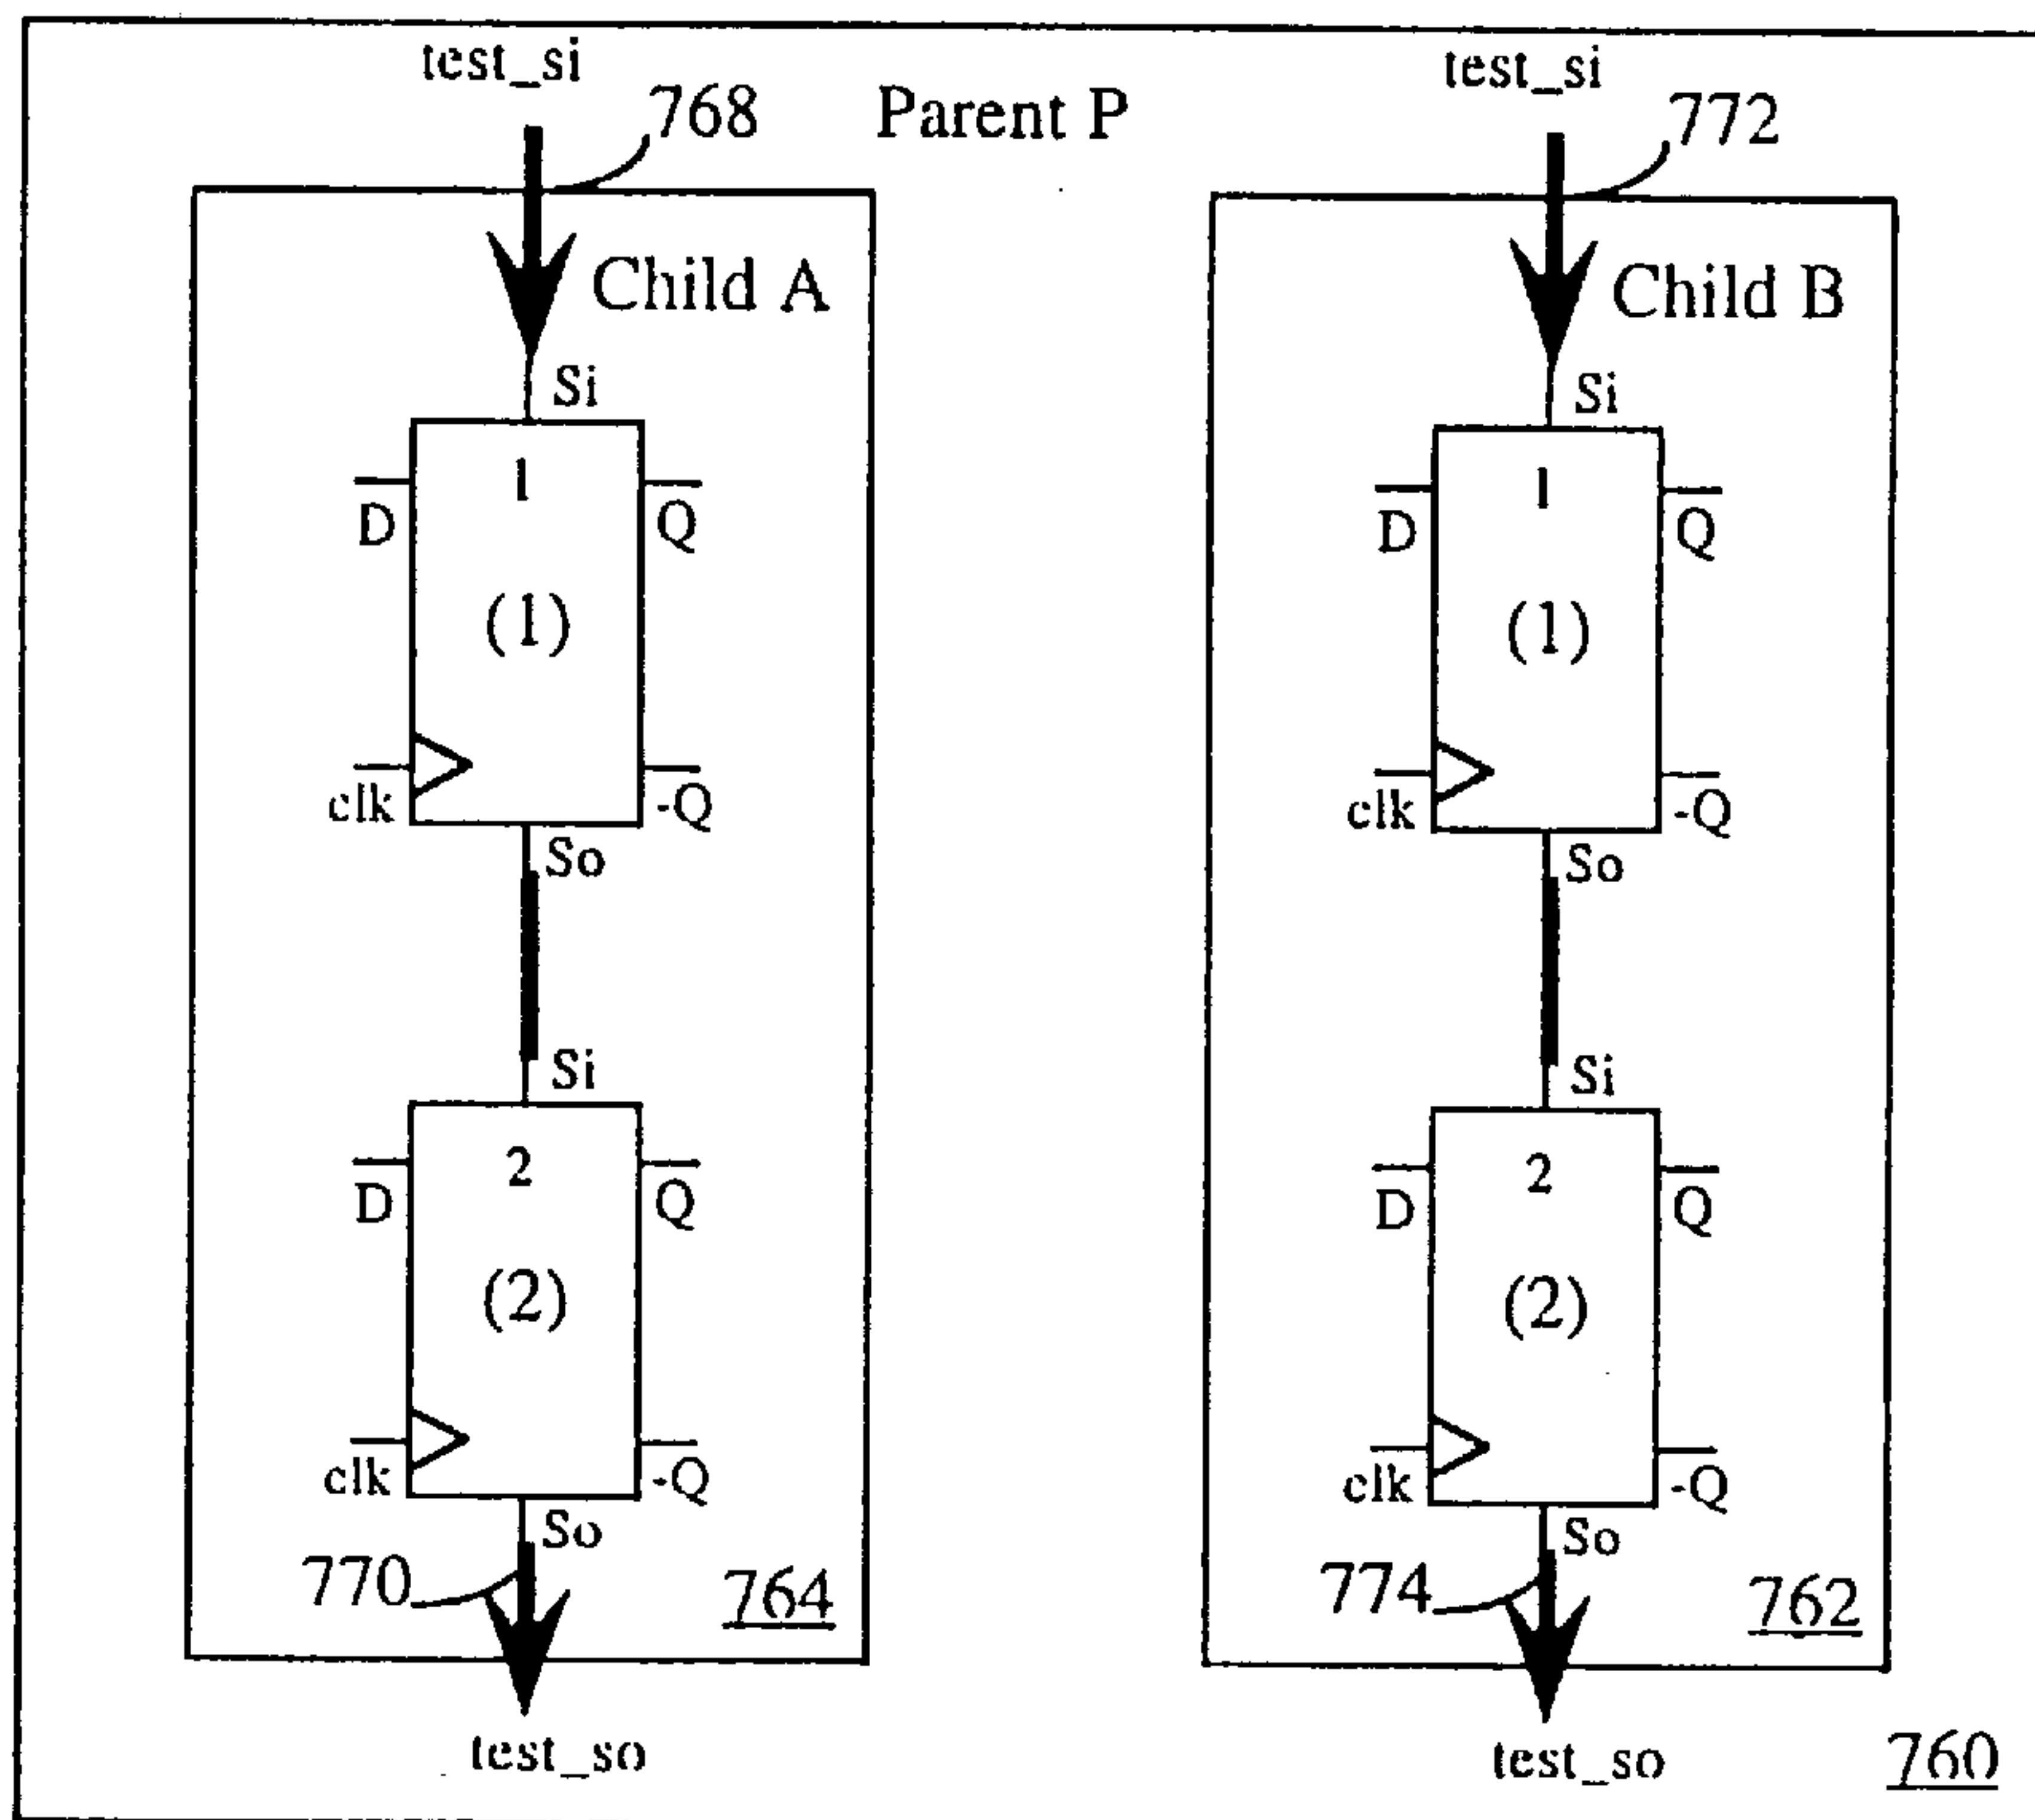 test_si
768
Parent P
test_si
772
Child A
Child B
Si
1
D
Q
(1)
clk
-Q
So
Si
1
D
Q
(1)
clk
-Q
So
Si
2
D
Q
(2)
clk
-Q
So
770
764
Si
2
D
Q
(2)
clk
-Q
So
774
762
test_so
test_so
760